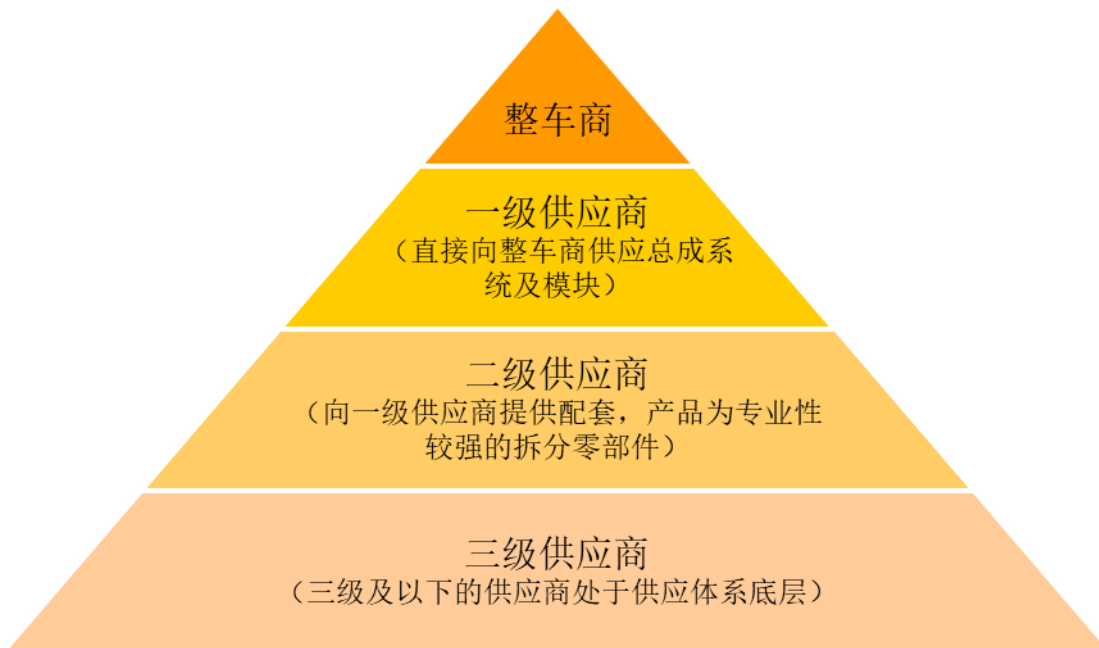 整车商
一级供应商
（直接向整车商供应总成系
统及模块）
二级供应商
（向一级供应商提供配套，产品为专业性
较强的拆分零部件）
三级供应商
（三级及以下的供应商处于供应体系底层）